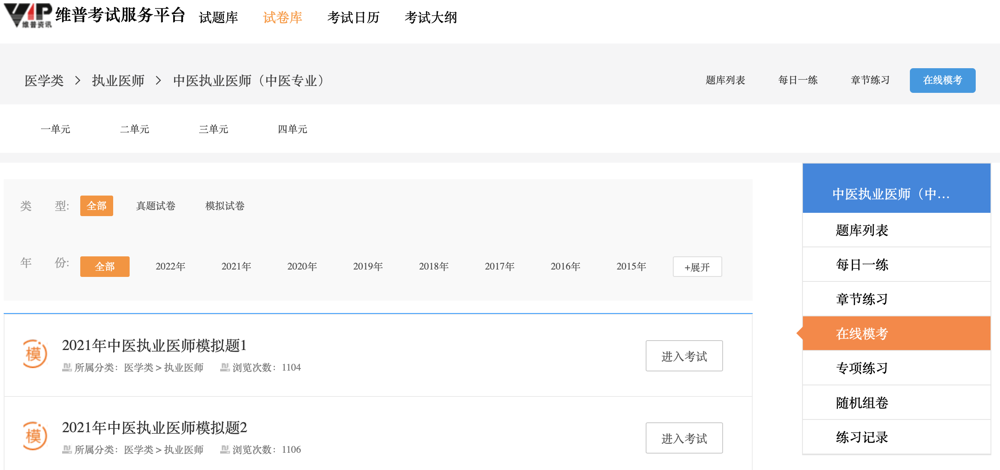 VIP 维普资讯 维普考试服务平台 试题库 试卷库 考试日历 考试大纲
医学类 > 执业医师 > 中医执业医师（中医专业） 题库列表 每日一练 章节练习 在线模考
一单元 二单元 三单元 四单元
类 型: 全部 真题试卷 模拟试卷
年 份: 全部 2022年 2021年 2020年 2019年 2018年 2017年 2016年 2015年 +展开
模 2021年中医执业医师模拟题1 进入考试
所属分类：医学类 > 执业医师 浏览次数：1104
模 2021年中医执业医师模拟题2 进入考试
所属分类：医学类 > 执业医师 浏览次数：1106
中医执业医师（中...
题库列表
每日一练
章节练习
在线模考
专项练习
随机组卷
练习记录